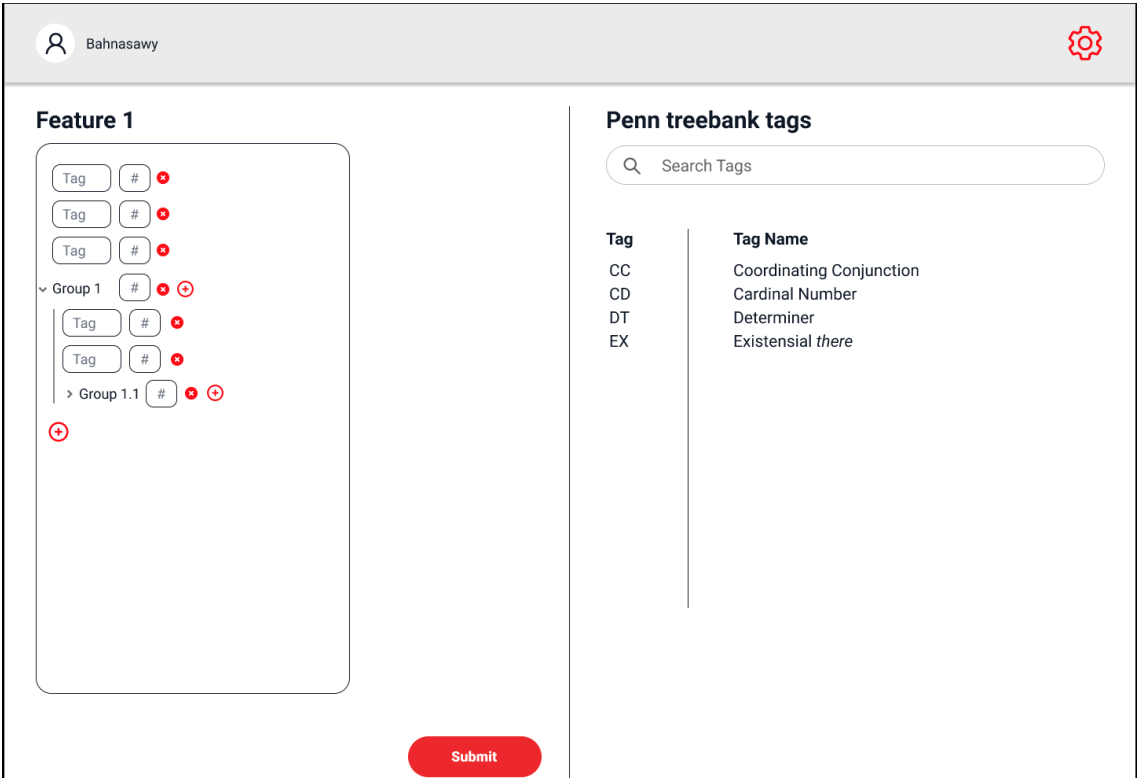 Bahnasawy
Feature 1
Tag #
Tag #
Tag #
Group 1 #
Tag #
Tag #
Group 1.1 #
Submit
Penn treebank tags
Search Tags
Tag Tag Name
CC Coordinating Conjunction
CD Cardinal Number
DT Determiner
EX Existensial there